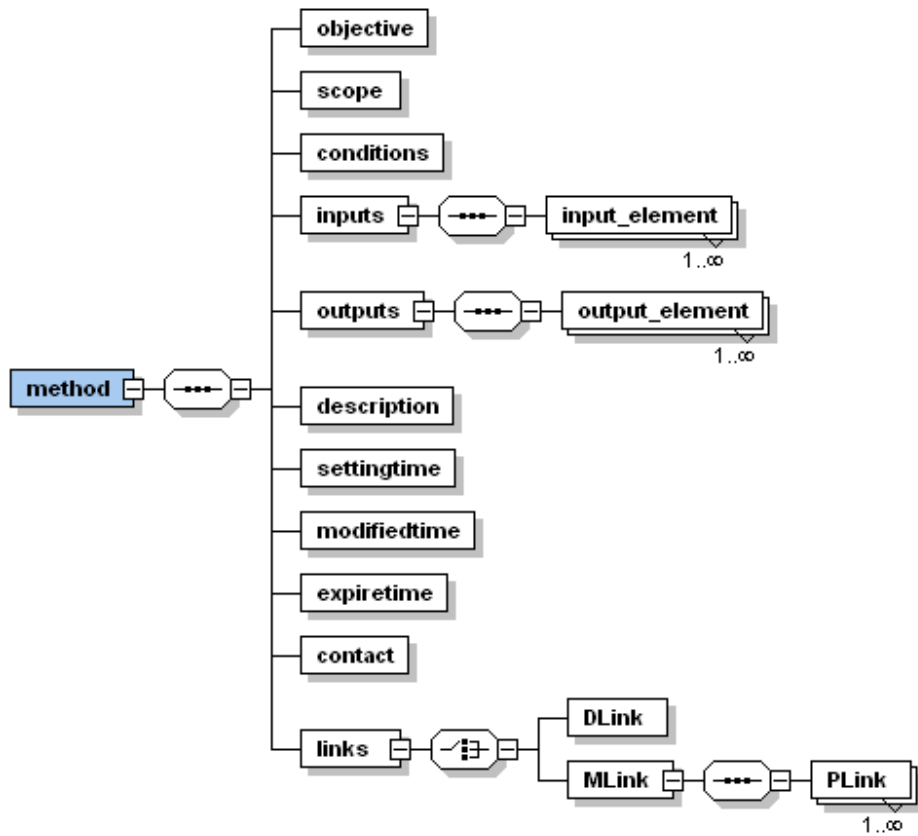 objective
scope
conditions
inputs
input_element
1..∞
outputs
output_element
1..∞
method
description
settingtime
modifiedtime
expiretime
contact
links
DLink
MLink
PLink
1..∞